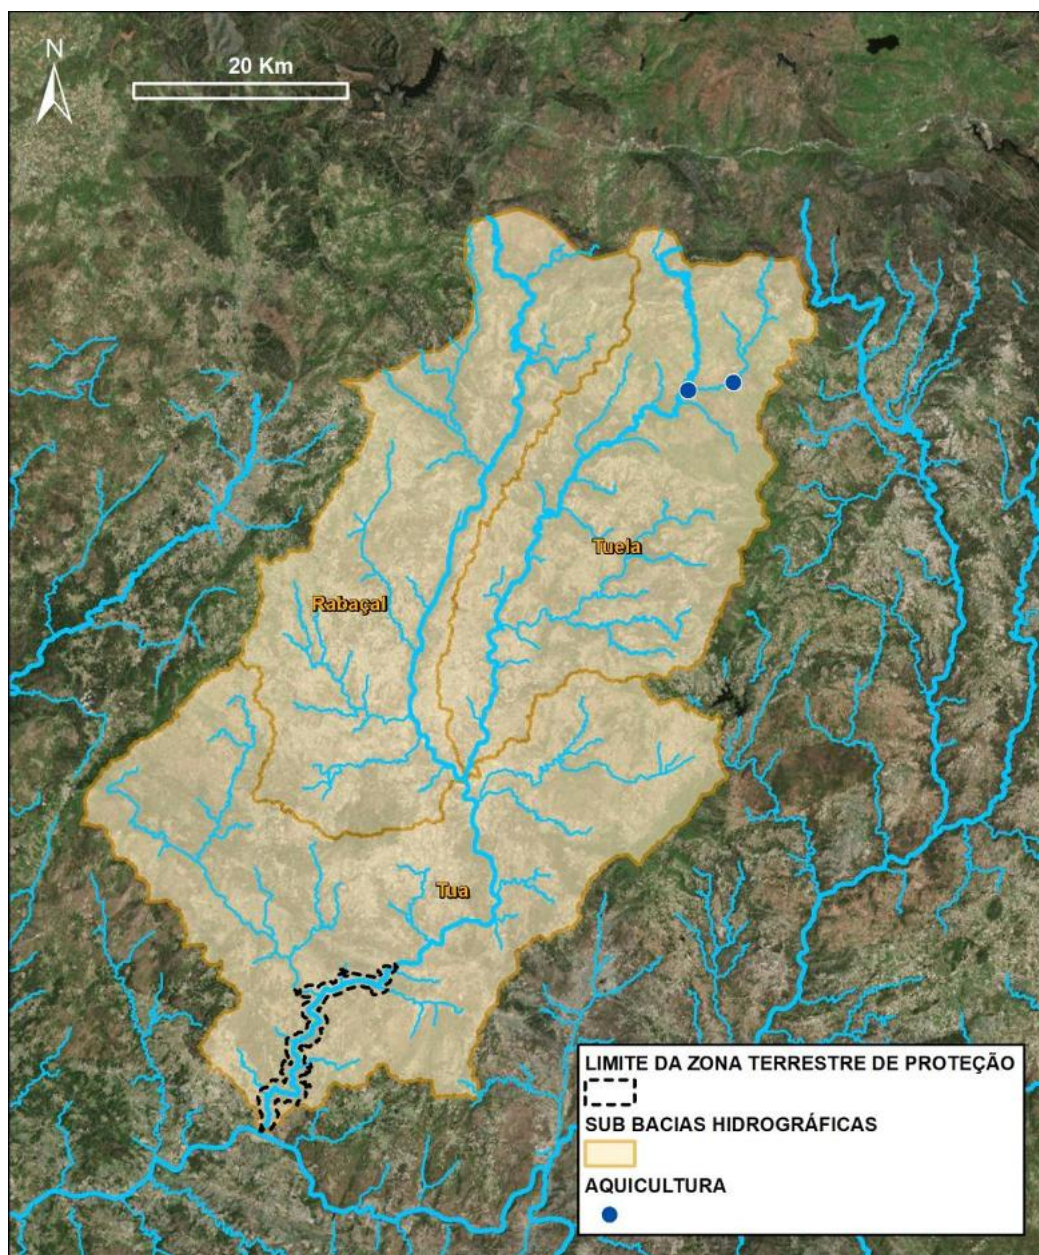 N
20 Km
Tuela
Rabaçal
Tua
LIMITE DA ZONA TERRESTRE DE PROTEÇÃO
SUB BACIAS HIDROGRÁFICAS
AQUICULTURA